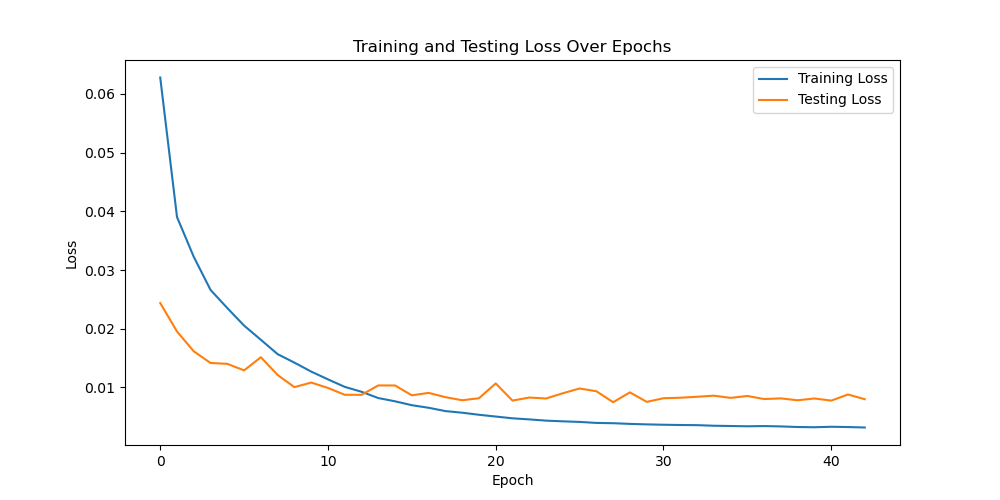 Training and Testing Loss Over Epochs
Training Loss
Testing Loss
0.06
0.05
0.04
0.03
0.02
0.01
Loss
0 10 20 30 40
Epoch